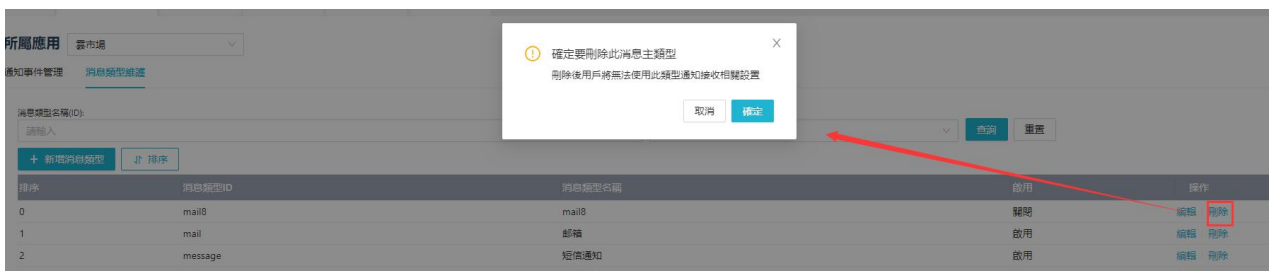 所屬應用 雲市場
確定要刪除此消息主類型
刪除後用戶將無法使用此類型通知接收相關設置
取消 確定
通知事件管理 消息類型維護
消息類型名稱(ID):
請輸入
查詢 重置
+ 新增消息類型 排序
排序 消息類型ID 消息類型名稱 啟用 操作
0 mail8 mail8 關閉 編輯 刪除
1 mail 郵箱 啟用 編輯 刪除
2 message 短信通知 啟用 編輯 刪除